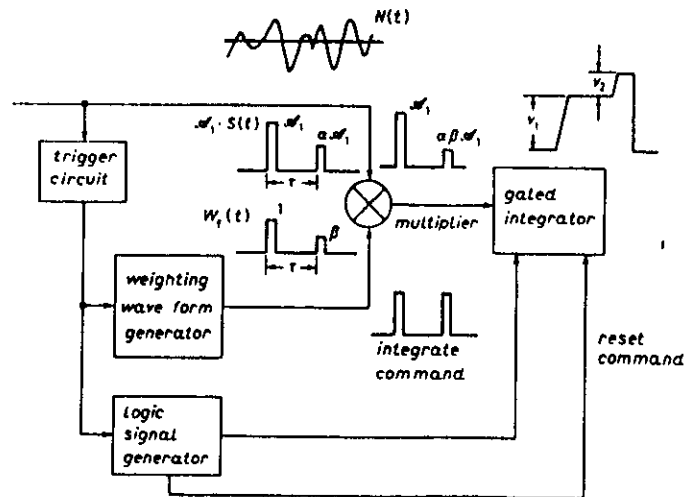 N(t)
v₂
v₁
𝒜₁ · S(t)
𝒜₁
α𝒜₁
τ
𝒜₁
αβ𝒜₁
trigger
circuit
W₁(t)
1
β
τ
multiplier
gated
integrator
weighting
wave form
generator
integrate
command
reset
command
logic
signal
generator